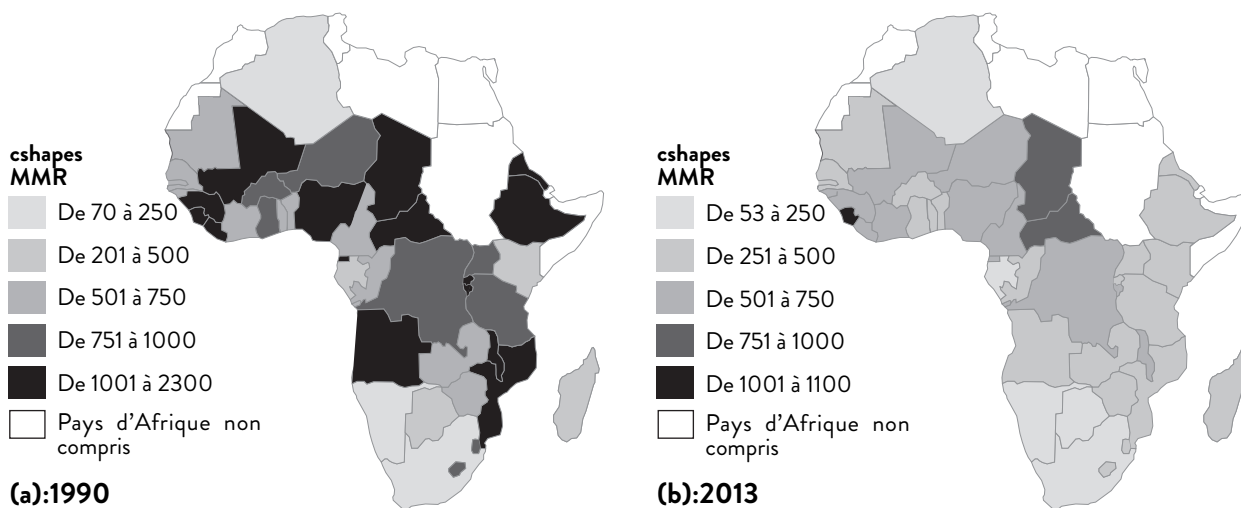 cshapes
MMR
De 70 à 250
De 201 à 500
De 501 à 750
De 751 à 1000
De 1001 à 2300
Pays d'Afrique non
compris
(a):1990
cshapes
MMR
De 53 à 250
De 251 à 500
De 501 à 750
De 751 à 1000
De 1001 à 1100
Pays d'Afrique non
compris
(b):2013